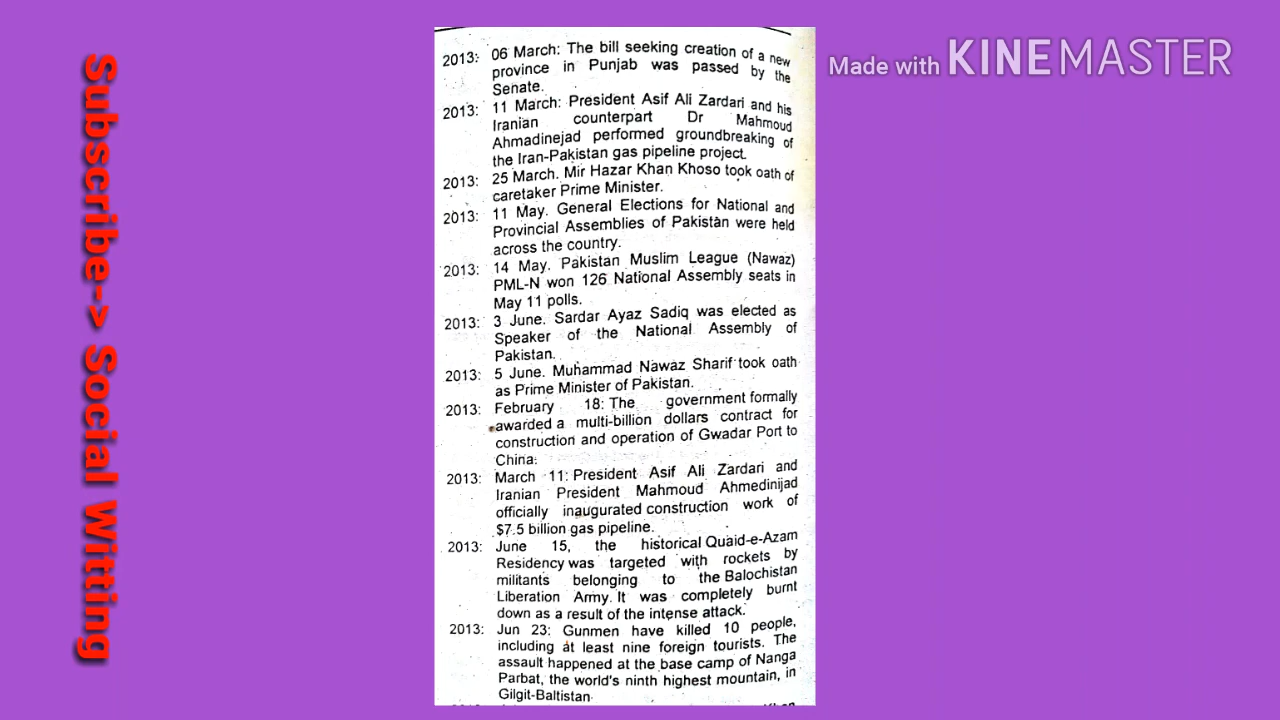 Subscribe-> Social Witting
Made with KINEMASTER
2013: 06 March: The bill seeking creation of a new
province in Punjab was passed by the
Senate.
2013: 11 March: President Asif Ali Zardari and his
Iranian counterpart Dr Mahmoud
Ahmadinejad performed groundbreaking of
the Iran-Pakistan gas pipeline project.
2013: 25 March. Mir Hazar Khan Khoso took oath of
caretaker Prime Minister.
2013: 11 May. General Elections for National and
Provincial Assemblies of Pakistan were held
across the country.
2013: 14 May. Pakistan Muslim League (Nawaz)
PML-N won 126 National Assembly seats in
May 11 polls.
2013: 3 June. Sardar Ayaz Sadiq was elected as
Speaker of the National Assembly of
Pakistan.
2013: 5 June. Muhammad Nawaz Sharif took oath
as Prime Minister of Pakistan.
2013: February 18: The government formally
awarded a multi-billion dollars contract for
construction and operation of Gwadar Port to
China.
2013: March 11: President Asif Ali Zardari and
Iranian President Mahmoud Ahmedinijad
officially inaugurated construction work of
$7.5 billion gas pipeline.
2013: June 15, the historical Quaid-e-Azam
Residency was targeted with rockets by
militants belonging to the Balochistan
Liberation Army. It was completely burnt
down as a result of the intense attack.
2013: Jun 23: Gunmen have killed 10 people,
including at least nine foreign tourists. The
assault happened at the base camp of Nanga
Parbat, the world's ninth highest mountain, in
Gilgit-Baltistan